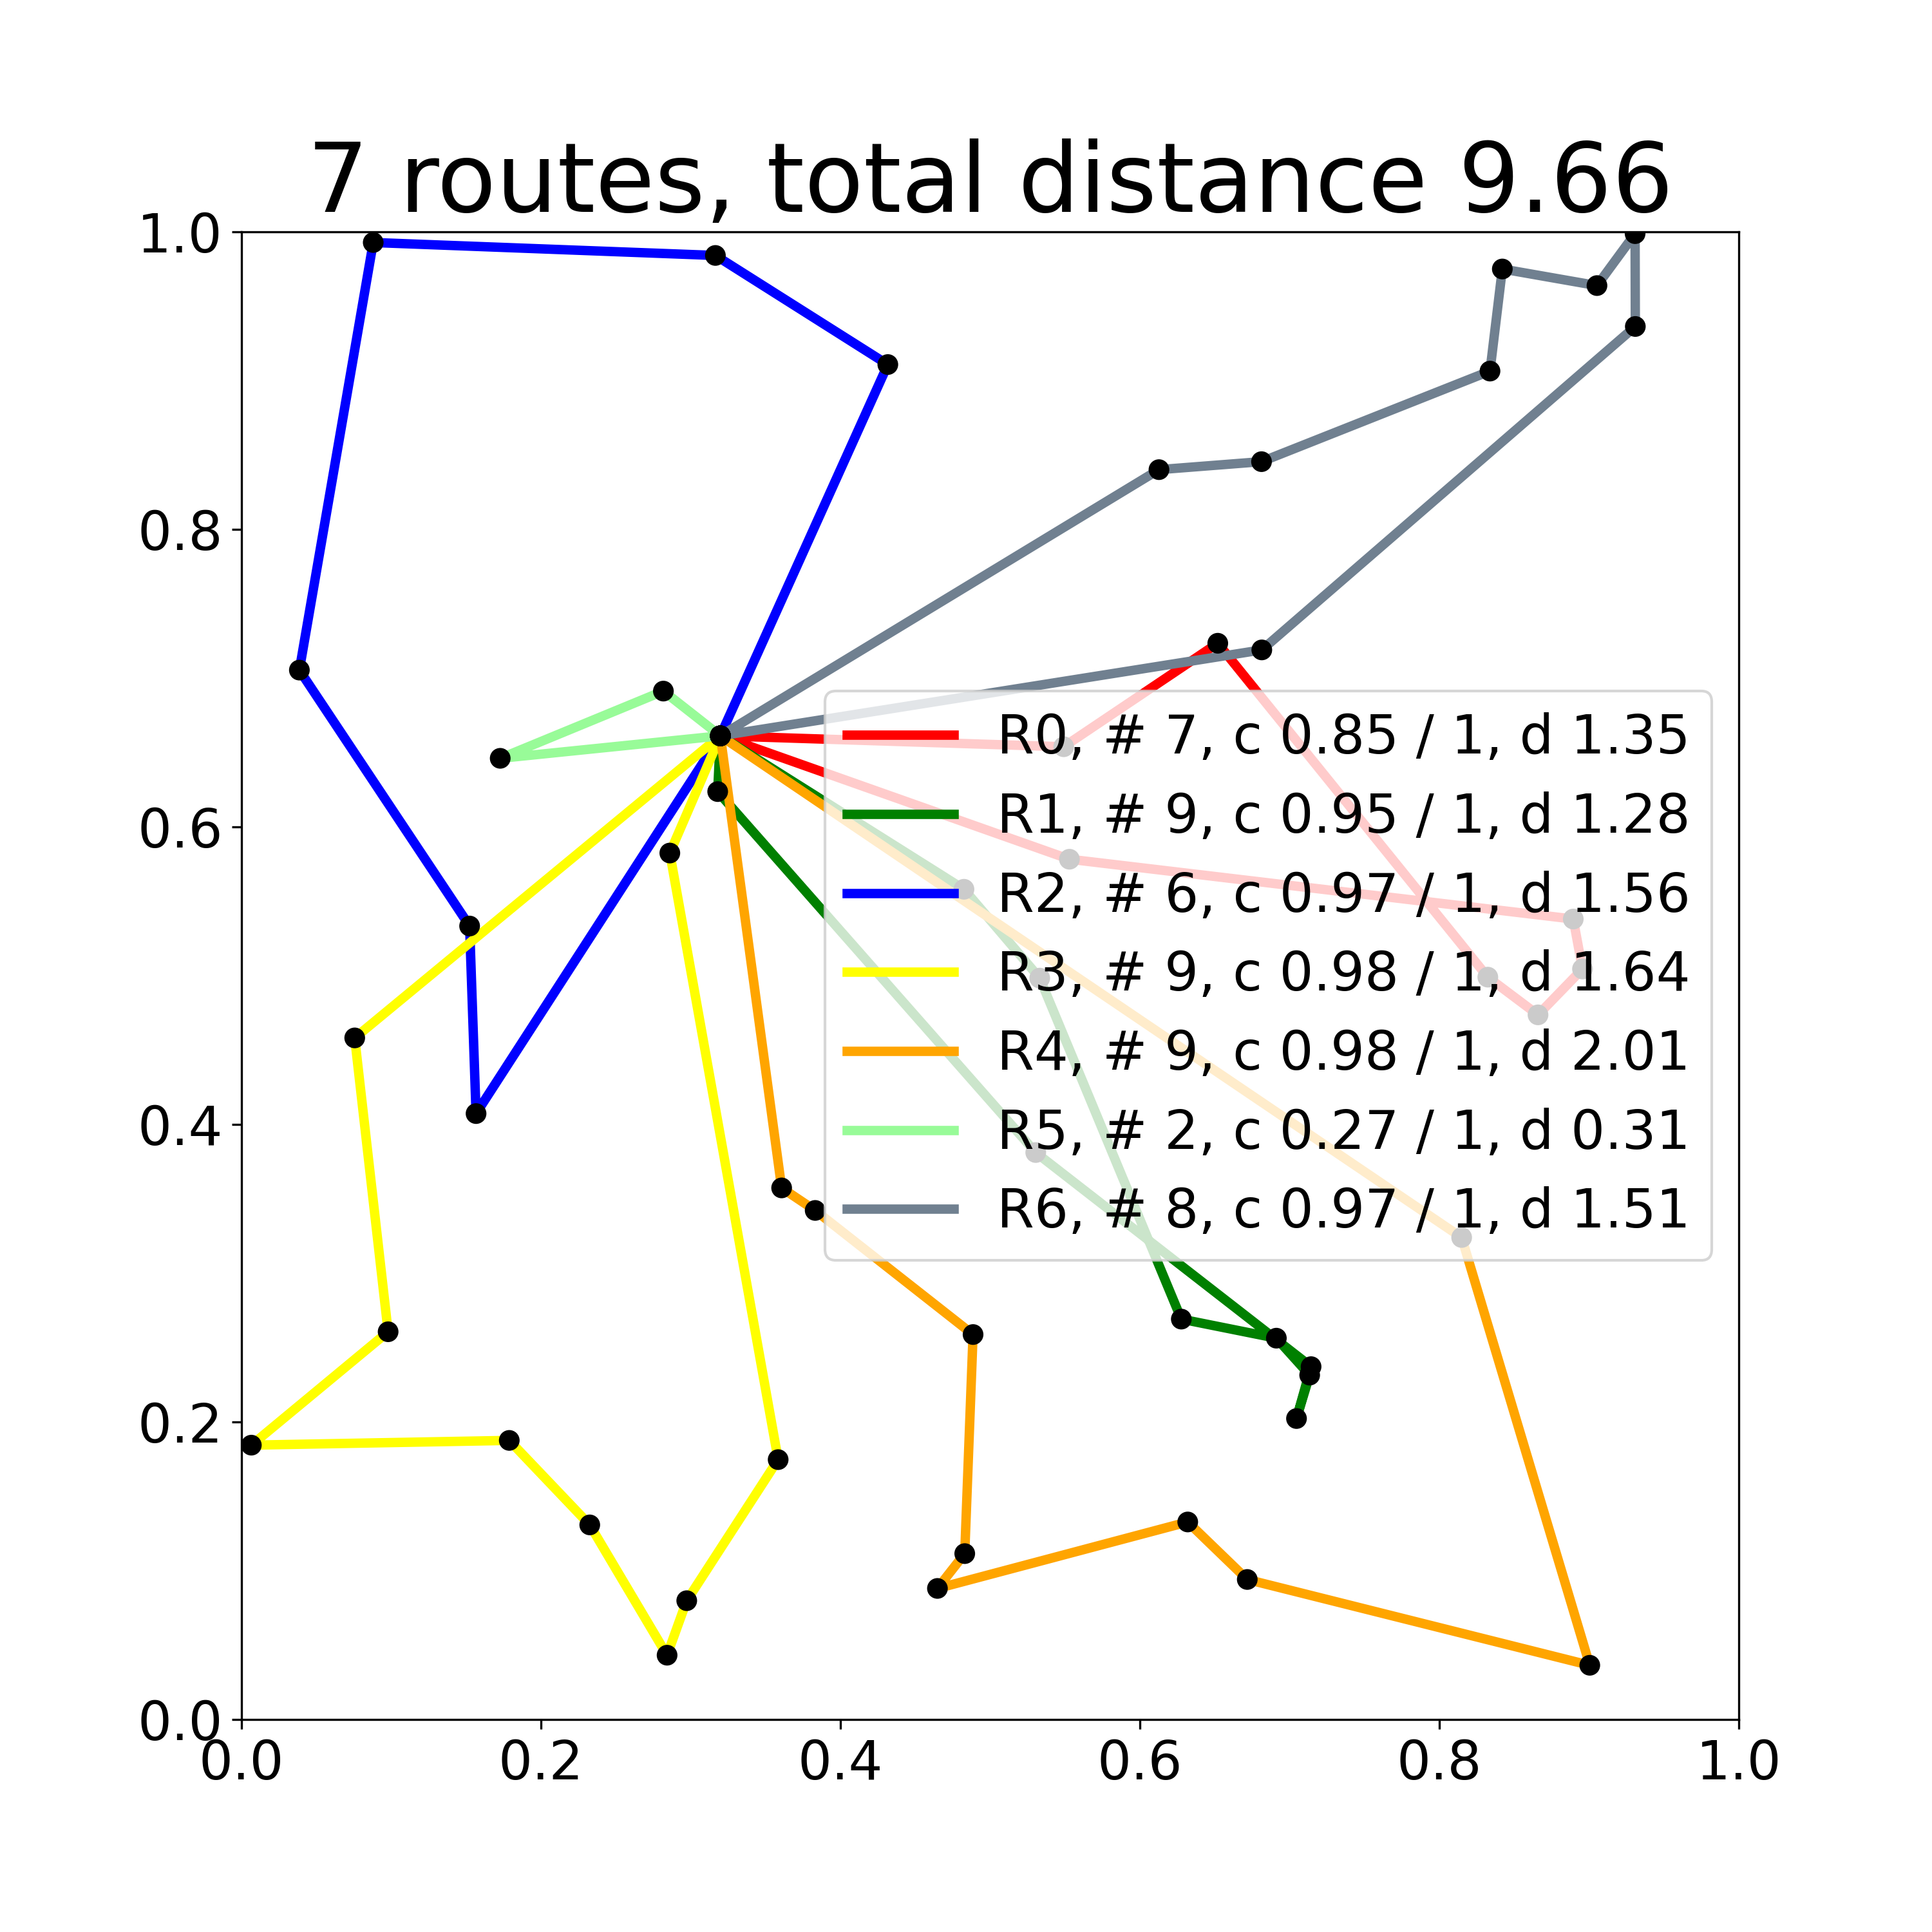 7 routes, total distance 9.66
1.0
0.8
0.6
0.4
0.2
0.0
R0, # 7, c 0.85 / 1, d 1.35
R1, # 9, c 0.95 / 1, d 1.28
R2, # 6, c 0.97 / 1, d 1.56
R3, # 9, c 0.98 / 1, d 1.64
R4, # 9, c 0.98 / 1, d 2.01
R5, # 2, c 0.27 / 1, d 0.31
R6, # 8, c 0.97 / 1, d 1.51
0.0 0.2 0.4 0.6 0.8 1.0